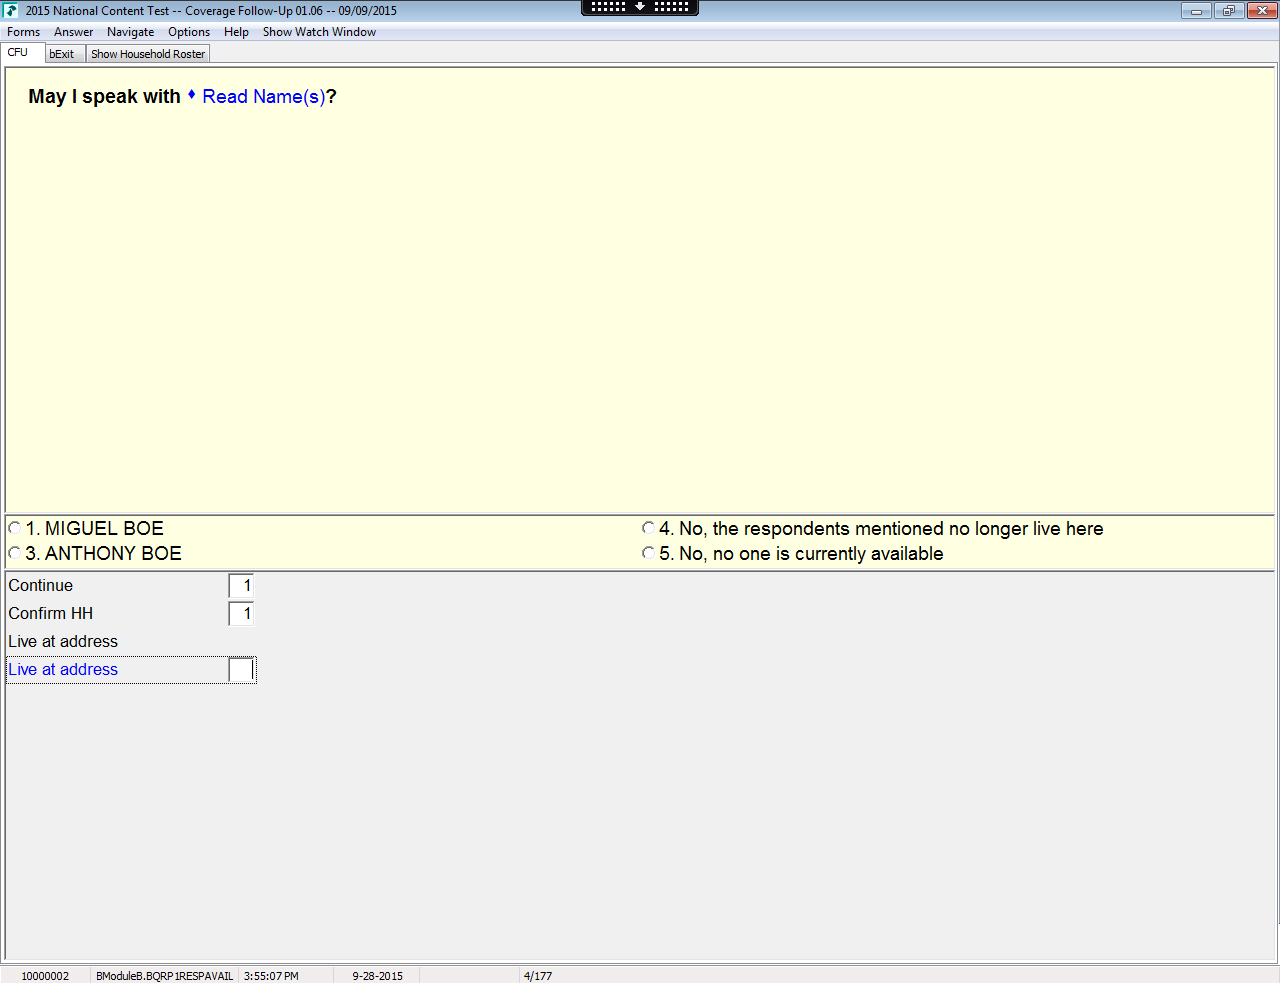 2015 National Content Test -- Coverage Follow-Up 01.06 -- 09/09/2015
Forms Answer Navigate Options Help Show Watch Window
CFU bExit Show Household Roster
May I speak with ♦ Read Name(s)?
1. MIGUEL BOE 4. No, the respondents mentioned no longer live here
3. ANTHONY BOE 5. No, no one is currently available
Continue 1
Confirm HH 1
Live at address
Live at address
10000002 BModuleB.BQRP1RESPAVAIL 3:55:07 PM 9-28-2015 4/177